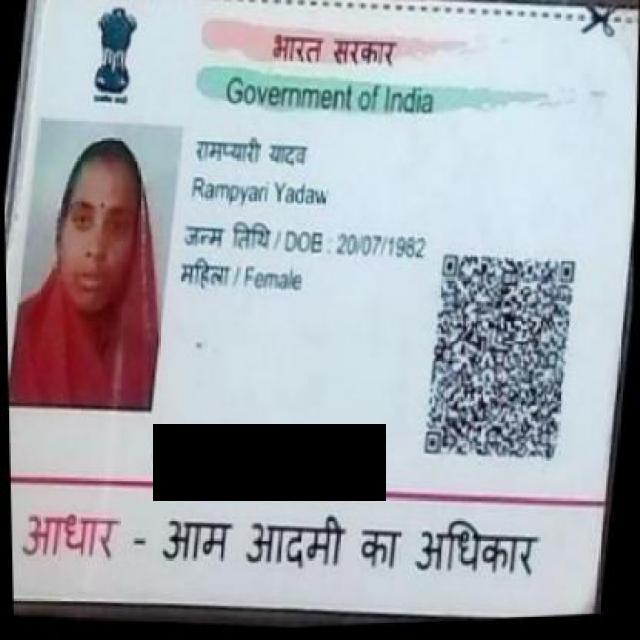 भारत सरकार
Government of India
रामप्यारी यादव
Rampyari Yadaw
जन्म तिथि / DOB : 20/07/1982
महिला / Female
आधार - आम आदमी का अधिकार